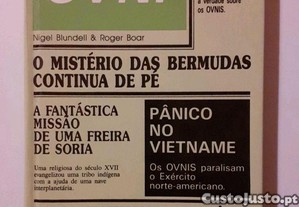 OVNI
a verdade sobre
os OVNIS.
Nigel Blundell & Roger Boar
O MISTÉRIO DAS BERMUDAS
CONTINUA DE PÉ
A FANTÁSTICA
MISSÃO
DE UMA FREIRA
DE SORIA
Uma religiosa do século XVII
evangelizou uma tribo indígena
com a ajuda de uma nave
interplanetária.
PÂNICO
NO
VIETNAME
Os OVNIS paralisam
o Exército
norte-americano.
CustoJusto.pt